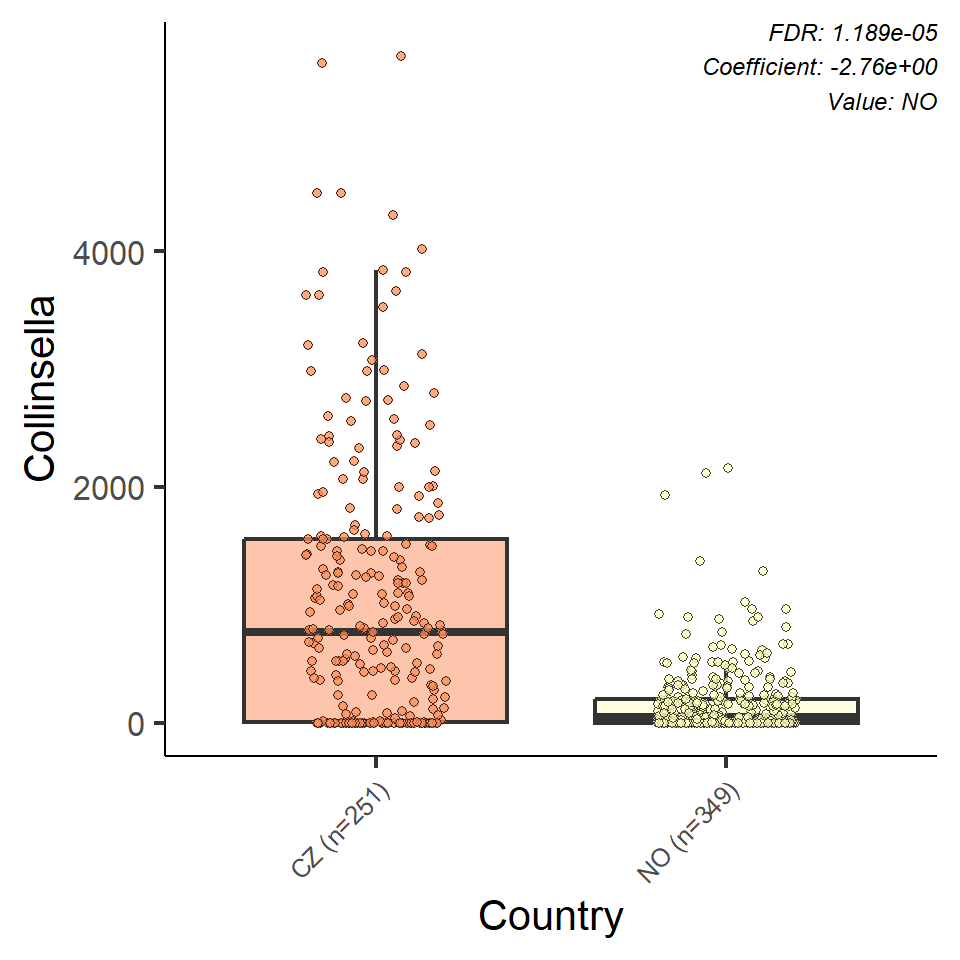 FDR: 1.189e-05
Coefficient: -2.76e+00
Value: NO
Collinsella
4000
2000
0
CZ (n=251)
NO (n=349)
Country